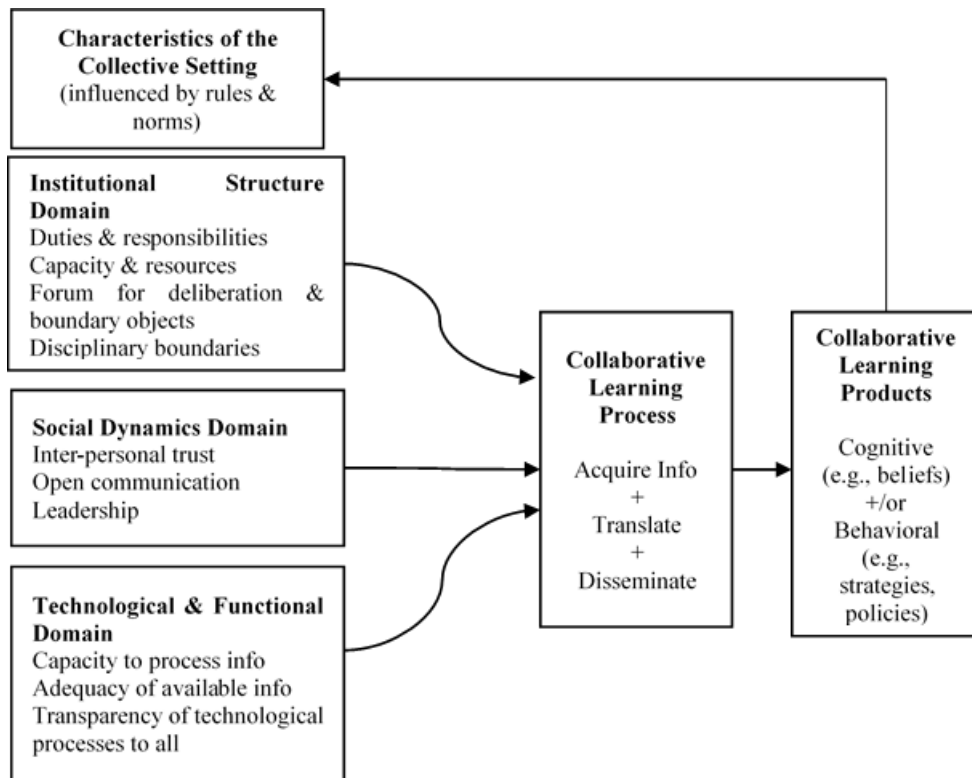 Characteristics of the
Collective Setting
(influenced by rules &
norms)
Institutional Structure
Domain
Duties & responsibilities
Capacity & resources
Forum for deliberation &
boundary objects
Disciplinary boundaries
Social Dynamics Domain
Inter-personal trust
Open communication
Leadership
Technological & Functional
Domain
Capacity to process info
Adequacy of available info
Transparency of technological
processes to all
Collaborative
Learning
Process
Acquire Info
+
Translate
+
Disseminate
Collaborative
Learning
Products
Cognitive
(e.g., beliefs)
+/or
Behavioral
(e.g.,
strategies,
policies)